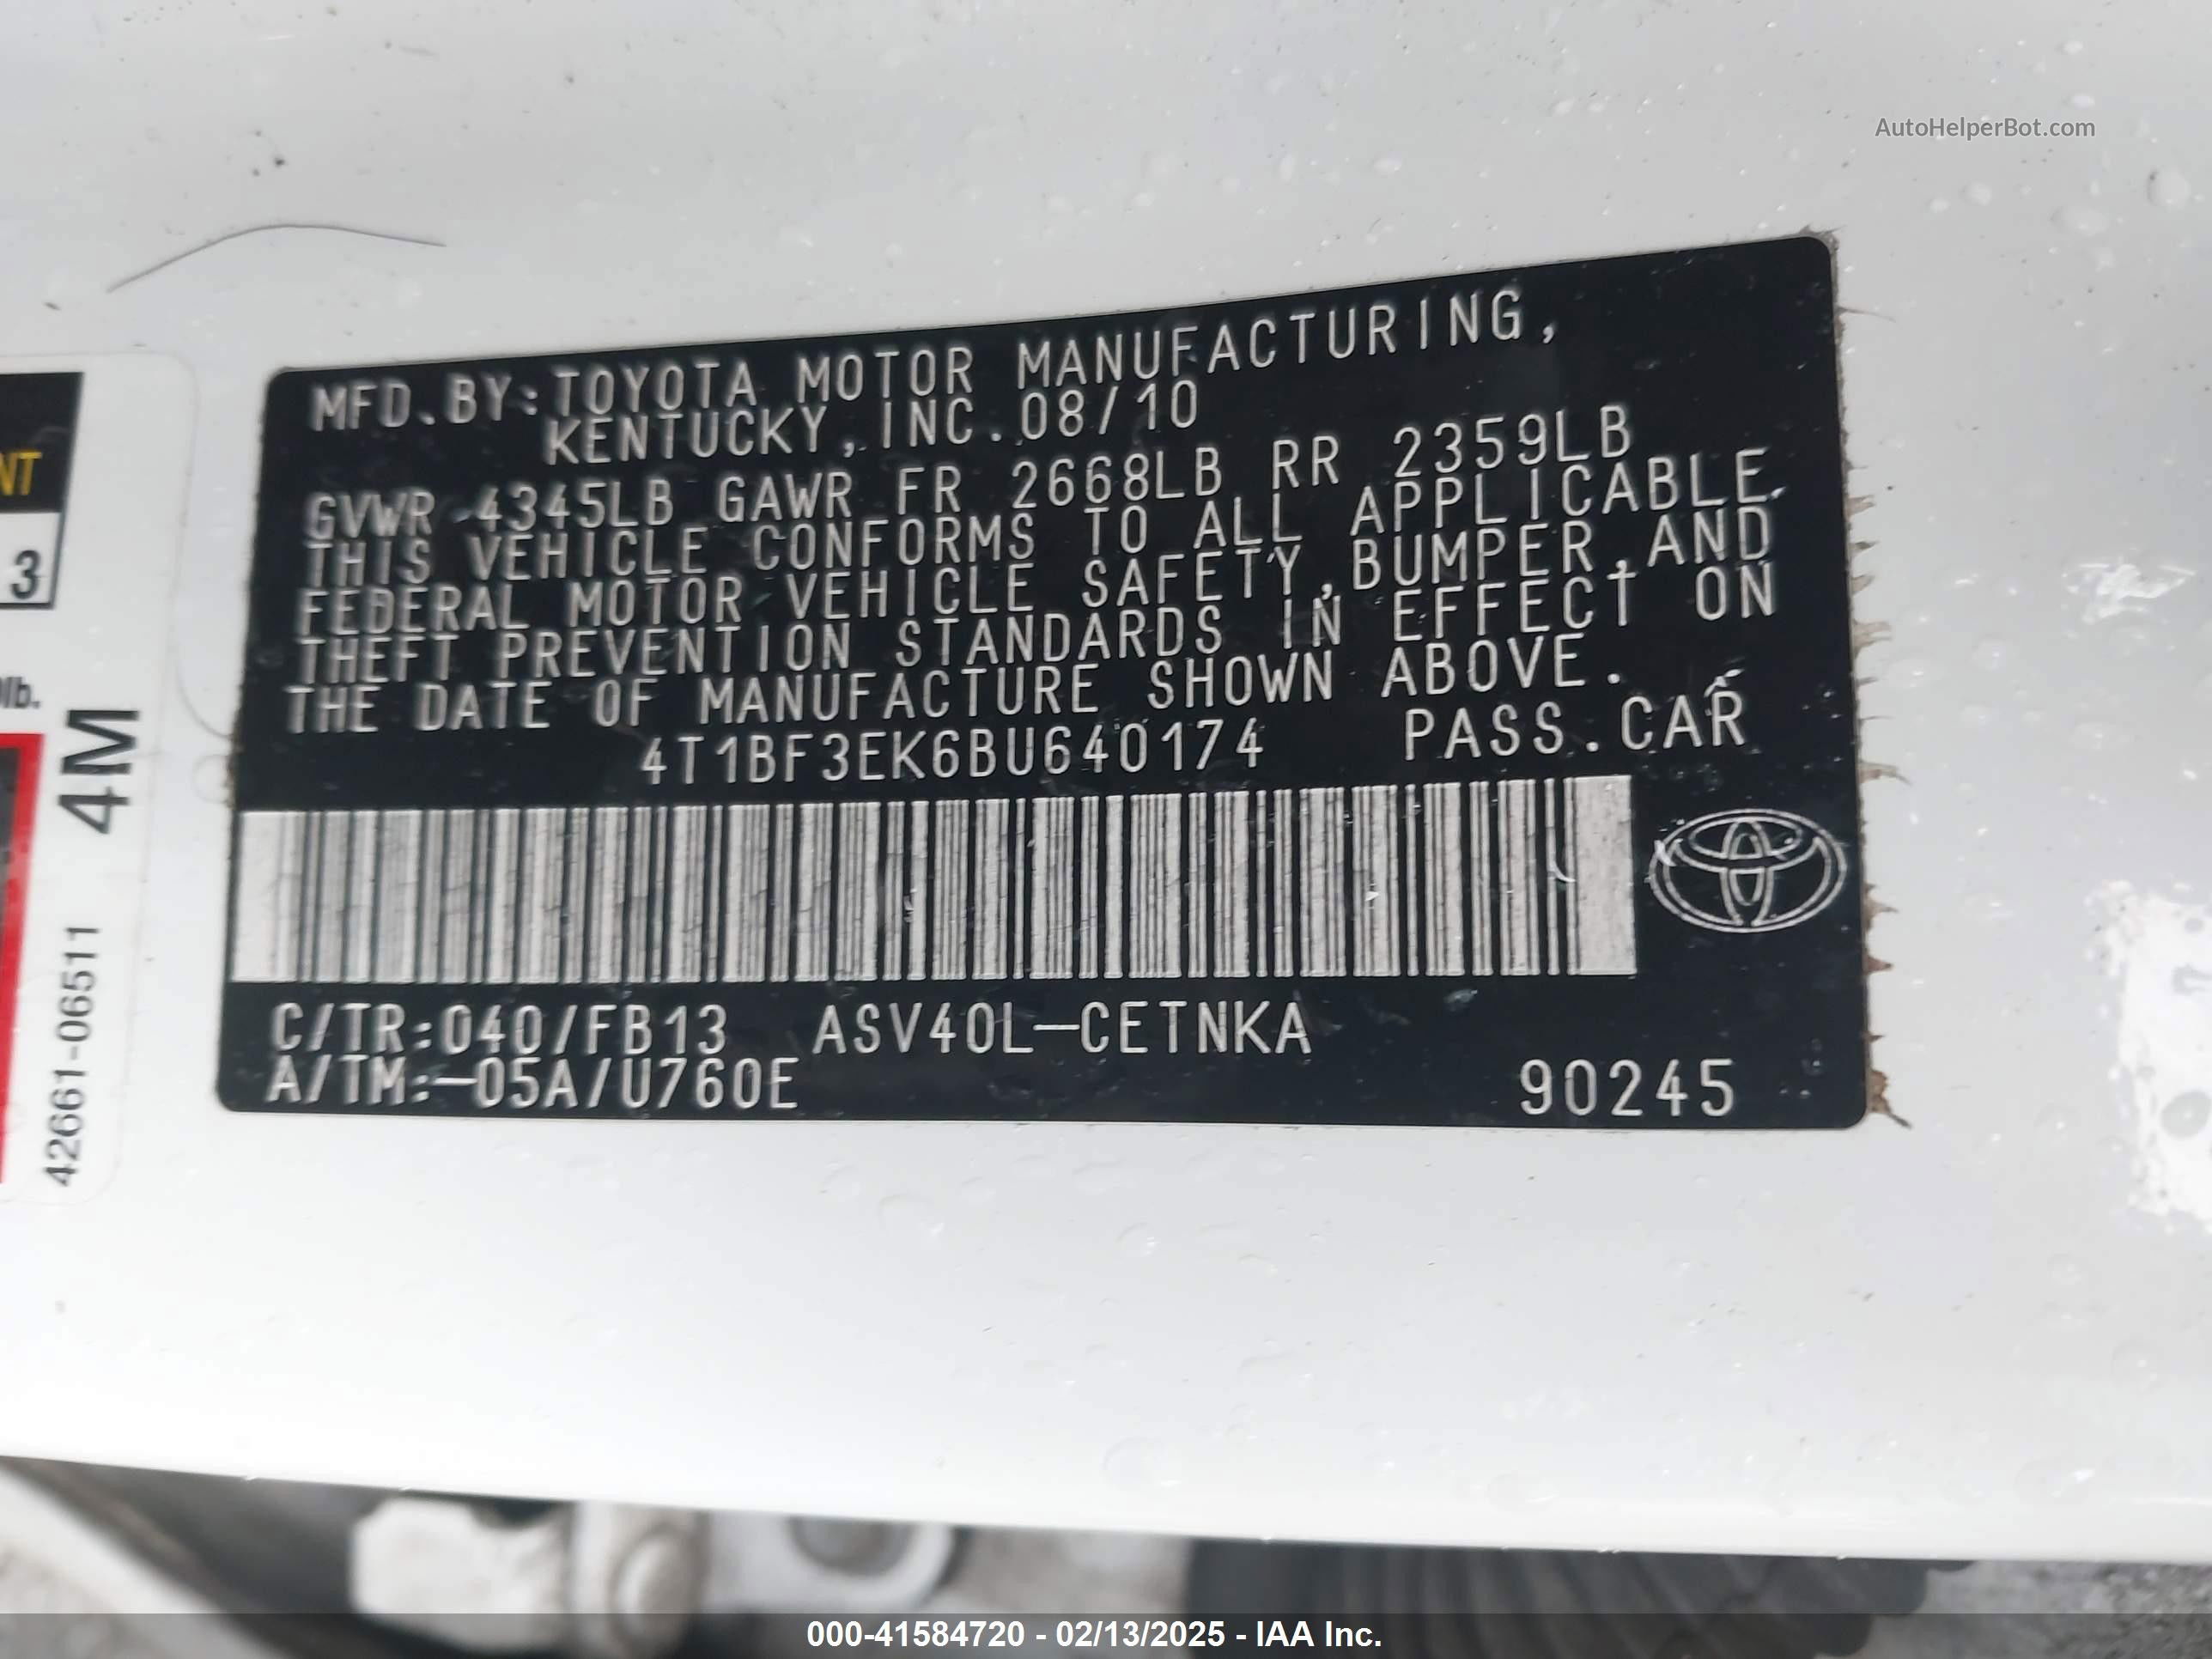 AutoHelperBot.com
MFD.BY:TOYOTA MOTOR MANUFACTURING,
KENTUCKY,INC.08/10
GVWR 4345LB GAWR FR 2668LB RR 2359LB
THIS VEHICLE CONFORMS TO ALL APPLICABLE
FEDERAL MOTOR VEHICLE SAFETY,BUMPER,AND
THEFT PREVENTION STANDARDS IN EFFECT ON
THE DATE OF MANUFACTURE SHOWN ABOVE.
4T1BF3EK6BU640174 PASS.CAR
C/TR:040/FB13 ASV40L-CETNKA
A/TM:-05A/U760E
90245
NT
3
lb.
4M
42661-06511
000-41584720 - 02/13/2025 - IAA Inc.